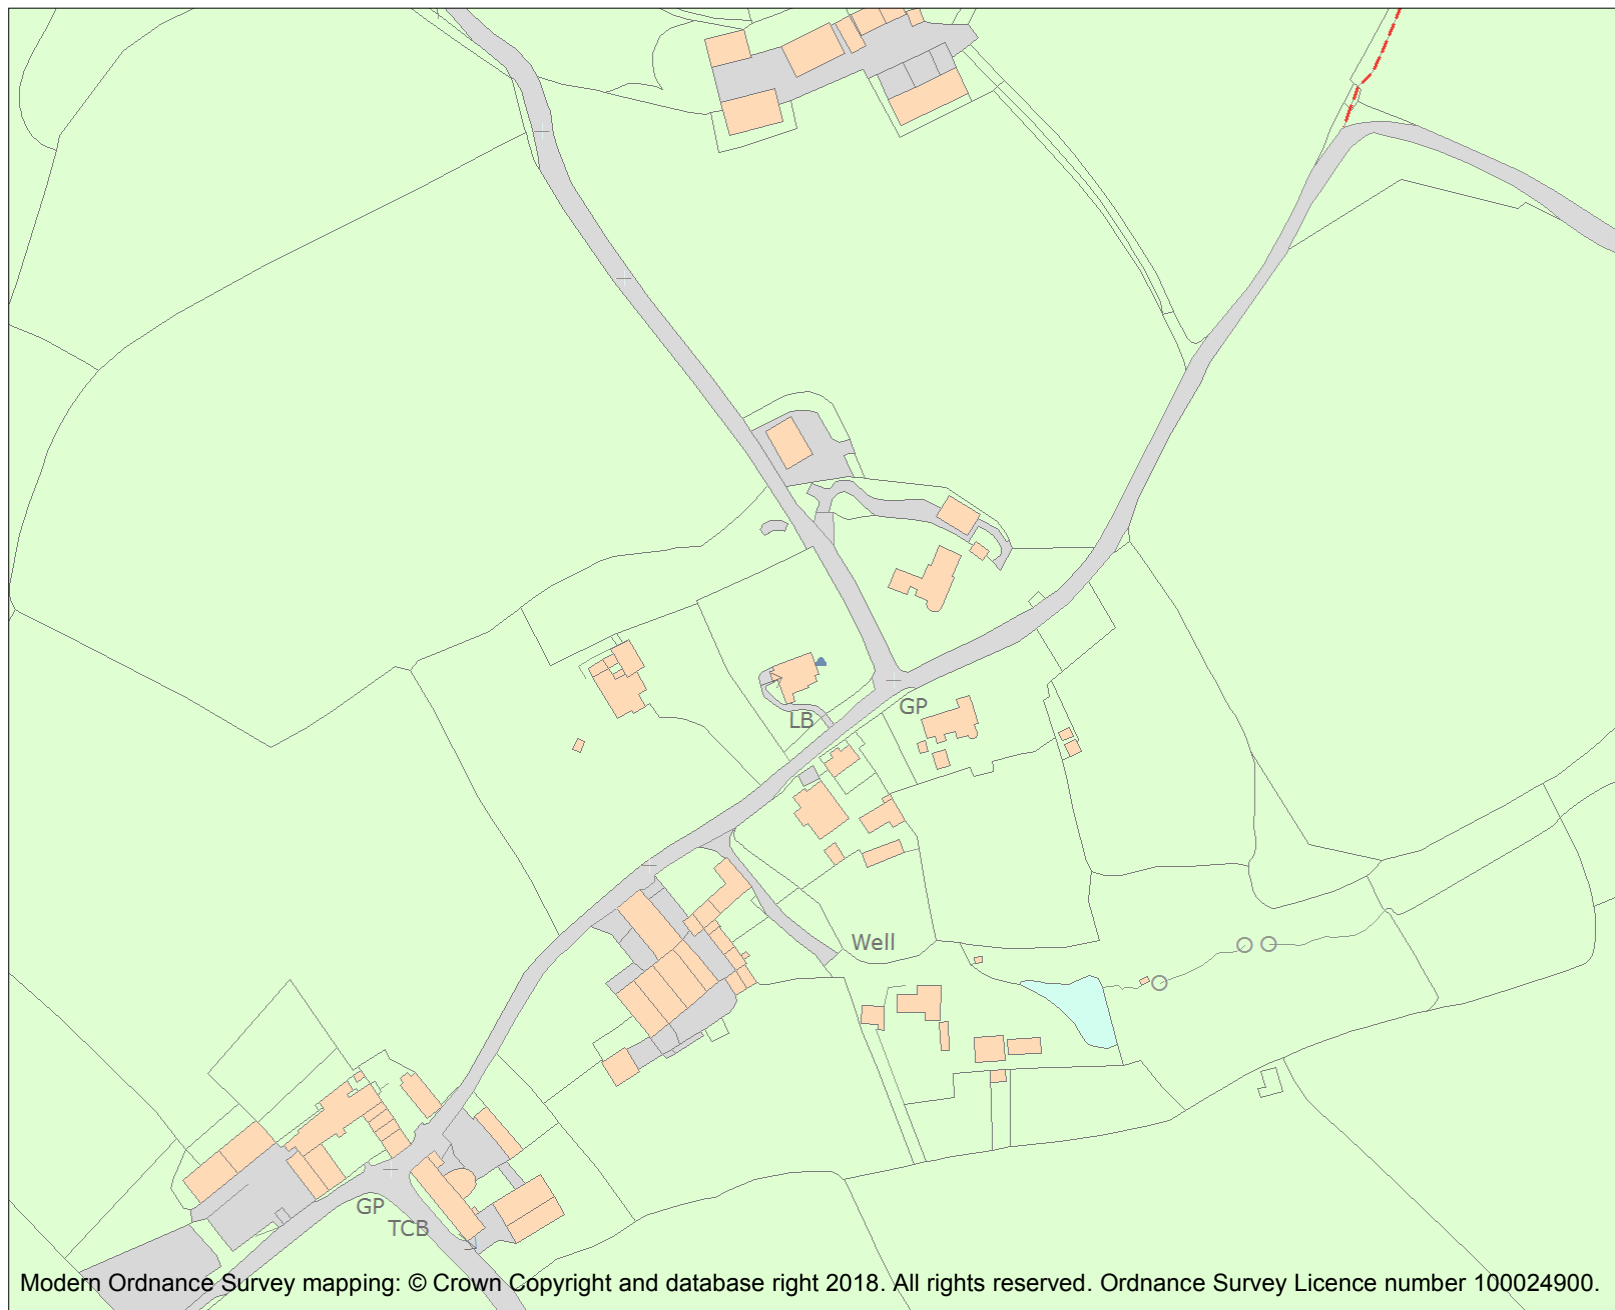 GP
LB
Well
GP
TCB
Modern Ordnance Survey mapping: © Crown Copyright and database right 2018. All rights reserved. Ordnance Survey Licence number 100024900.